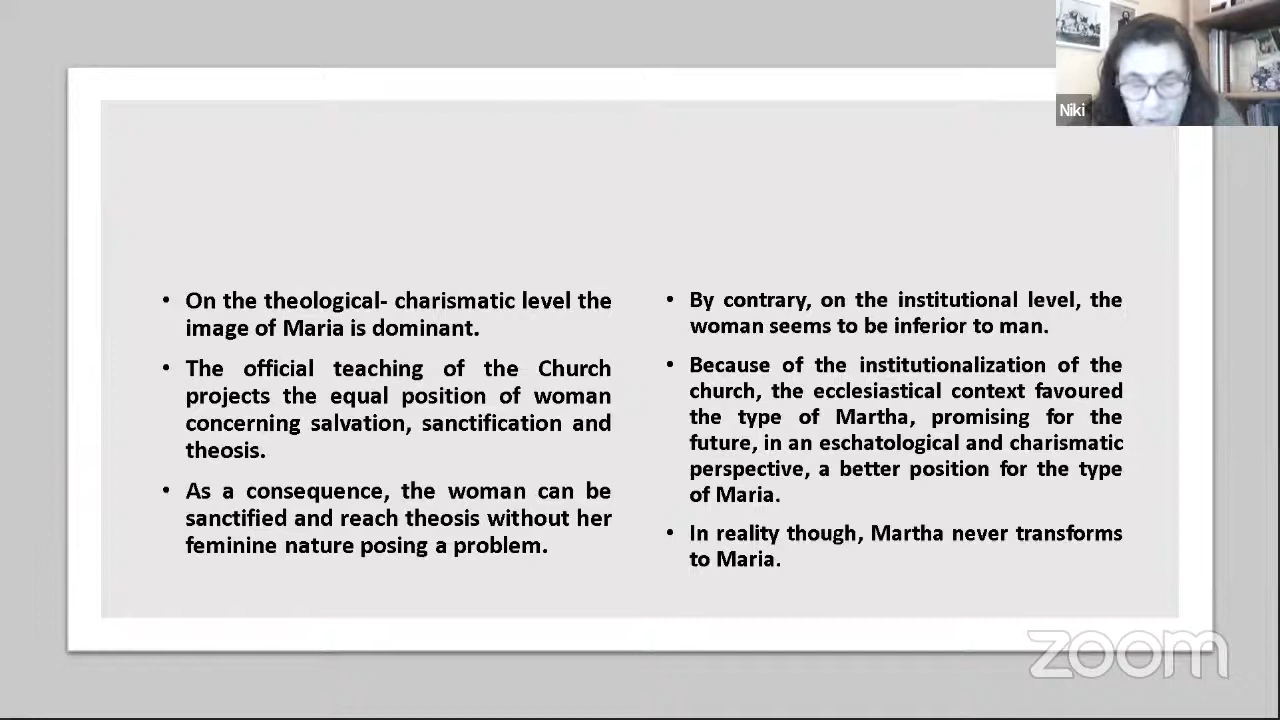 Niki
• On the theological- charismatic level the
image of Maria is dominant.
• The official teaching of the Church
projects the equal position of woman
concerning salvation, sanctification and
theosis.
• As a consequence, the woman can be
sanctified and reach theosis without her
feminine nature posing a problem.
• By contrary, on the institutional level, the
woman seems to be inferior to man.
• Because of the institutionalization of the
church, the ecclesiastical context favoured
the type of Martha, promising for the
future, in an eschatological and charismatic
perspective, a better position for the type
of Maria.
• In reality though, Martha never transforms
to Maria.
zoom